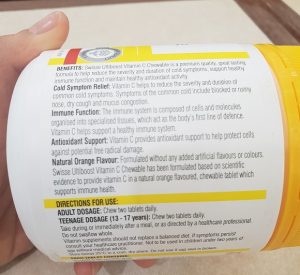 BENEFITS: Swisse Ultiboost Vitamin C Chewable is a premium quality, great tasting
formula to help reduce the severity and duration of cold symptoms, support healthy
immune function and maintain healthy antioxidant activity.
Cold Symptom Relief: Vitamin C helps to reduce the severity and duration of
common cold symptoms. Symptoms of the common cold include blocked or runny
nose, dry cough and mucus congestion.
Immune Function: The immune system is composed of cells and molecules
organised into specialised tissues, which act as the body's first line of defence.
Vitamin C helps support a healthy immune system.
Antioxidant Support: Vitamin C provides antioxidant support to help protect cells
against potential free radical damage.
Natural Orange Flavour: Formulated without any added artificial flavours or colours.
Swisse Ultiboost Vitamin C Chewable has been formulated based on scientific
evidence to provide vitamin C in a natural orange flavoured, chewable tablet which
supports immune health.
DIRECTIONS FOR USE:
ADULT DOSAGE: Chew two tablets daily.
TEENAGE DOSAGE (13 - 17 years): Chew two tablets daily.
Take during or immediately after a meal, or as directed by a healthcare professional.
Do not swallow whole.
Vitamin supplements should not replace a balanced diet. If symptoms persist
consult your healthcare practitioner. Not to be used in children under two years of
age without medical advice.